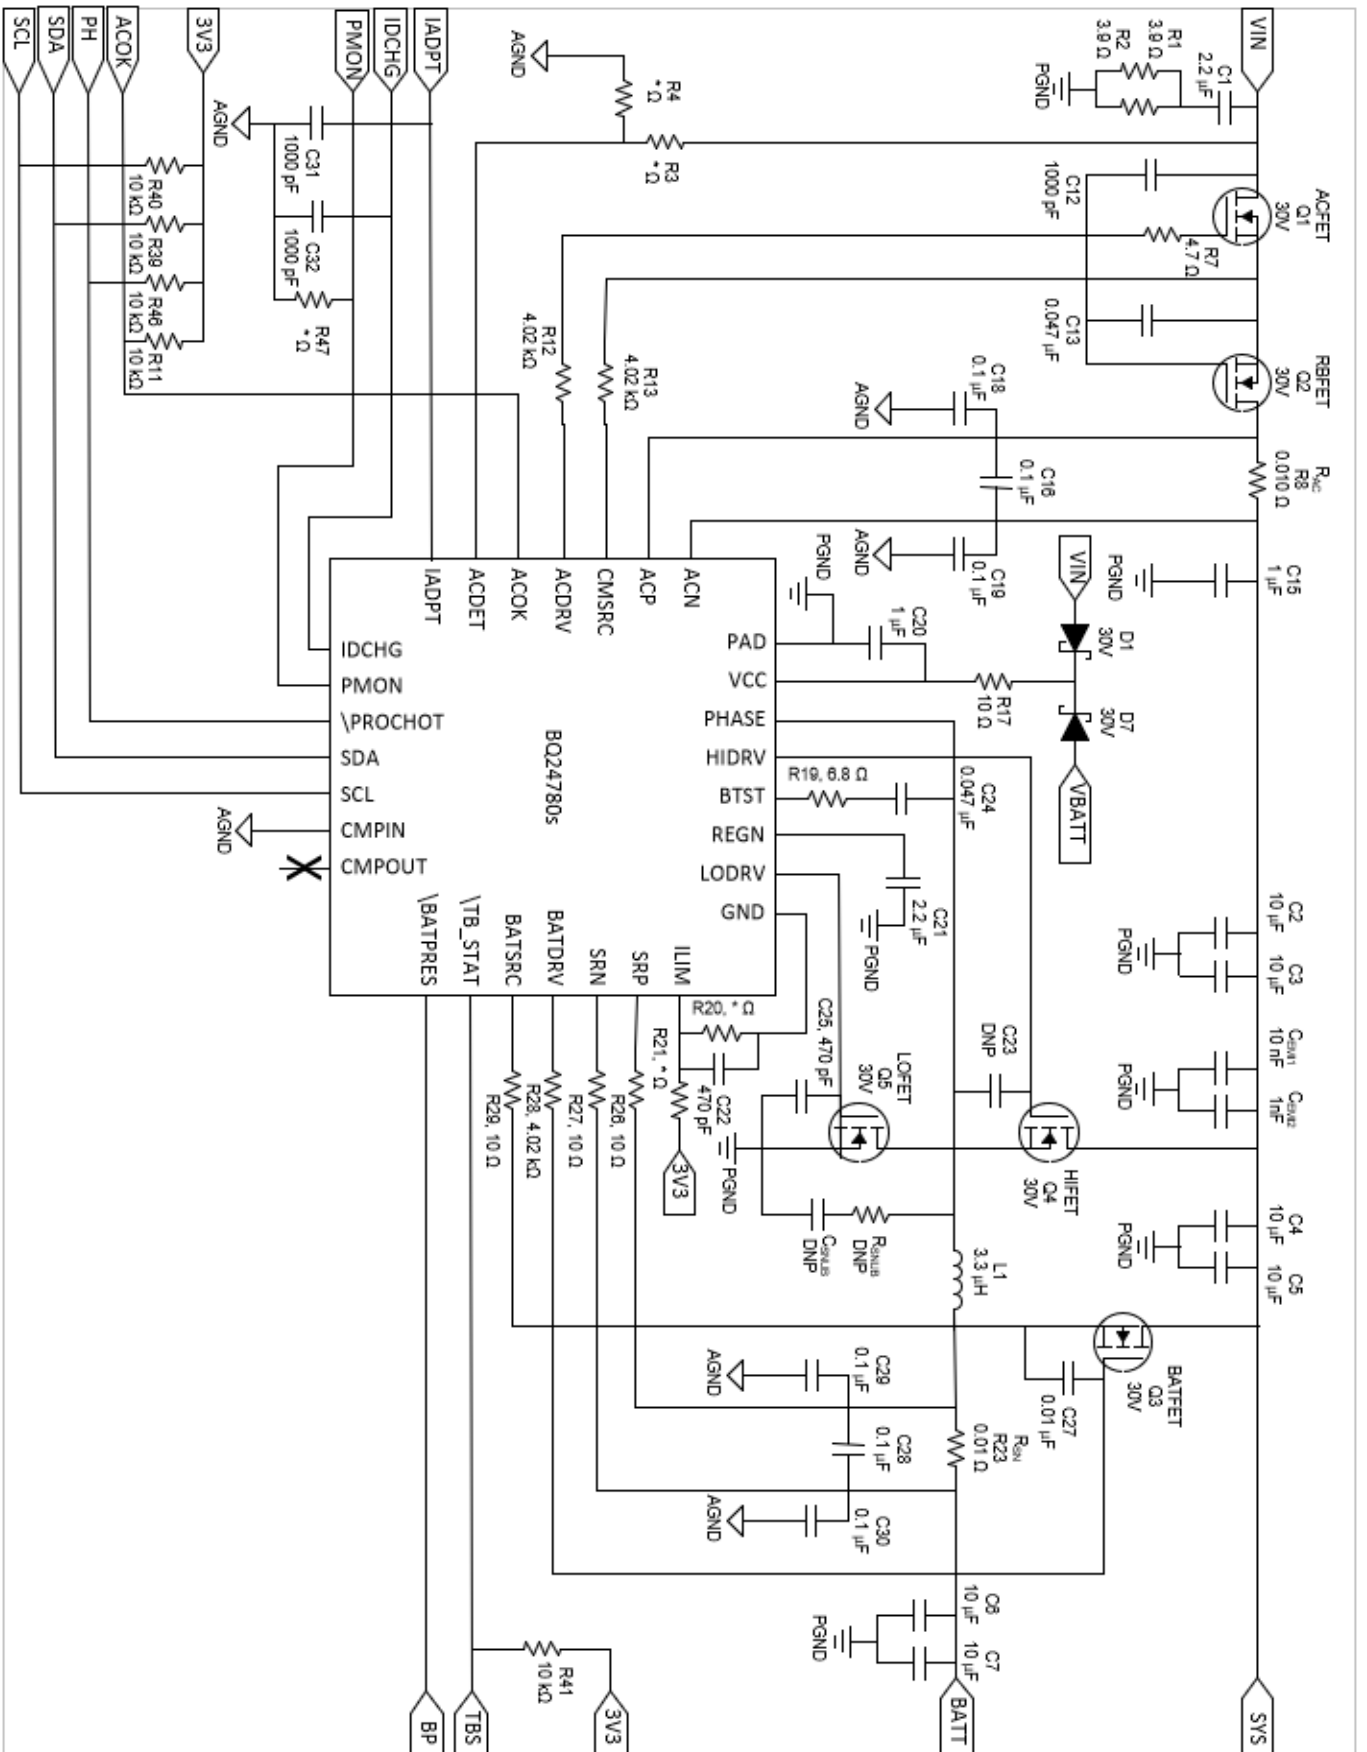 VIN
C1
2.2 µF
R1
3.9 Ω
R2
3.9 Ω
PGND
R4
* Ω
AGND
R3
* Ω
ACFET
Q1
30V
C12
1000 pF
R7
4.7 Ω
C13
0.047 µF
RBFET
Q2
30V
RAC
R8
0.010 Ω
C15
1 µF
PGND
C2
10 µF
C3
10 µF
PGND
CEMI1
10 nF
CEMI2
1nF
PGND
C4
10 µF
C5
10 µF
PGND
SYS
IADPT
IDCHG
PMON
3V3
ACOK
PH
SDA
SCL
AGND
C31
1000 pF
C32
1000 pF
R47
* Ω
R40
10 kΩ
R39
10 kΩ
R46
10 kΩ
R11
10 kΩ
R12
4.02 kΩ
R13
4.02 kΩ
C18
0.1 µF
AGND
C16
0.1 µF
C19
0.1 µF
AGND
VIN
D1
30V
D7
30V
VBATT
R17
10 Ω
C20
1 µF
PGND
IADPT
ACDET
ACOK
ACDRV
CMSRC
ACP
ACN
PAD
VCC
PHASE
HIDRV
BTST
REGN
LODRV
GND
IDCHG
PMON
\PROCHOT
SDA
SCL
CMPIN
CMPOUT
BQ24780s
\BATPRES
\TB_STAT
BATSRC
BATDRV
SRN
SRP
ILIM
AGND
R19, 6.8 Ω
C24
0.047 µF
C21
2.2 µF
PGND
C23
DNP
HIFET
Q4
30V
LOFET
Q5
30V
C25, 470 pF
PGND
R20, * Ω
C22
470 pF
R21, * Ω
3V3
R26, 10 Ω
R27, 10 Ω
R28, 4.02 kΩ
R29, 10 Ω
RSNUB
DNP
CSNUB
DNP
L1
3.3 µH
BATFET
Q3
30V
C27
0.01 µF
RSN
R23
0.01 Ω
C29
0.1 µF
AGND
C28
0.1 µF
C30
0.1 µF
AGND
C6
10 µF
C7
10 µF
PGND
BATT
R41
10 kΩ
3V3
TBS
BP